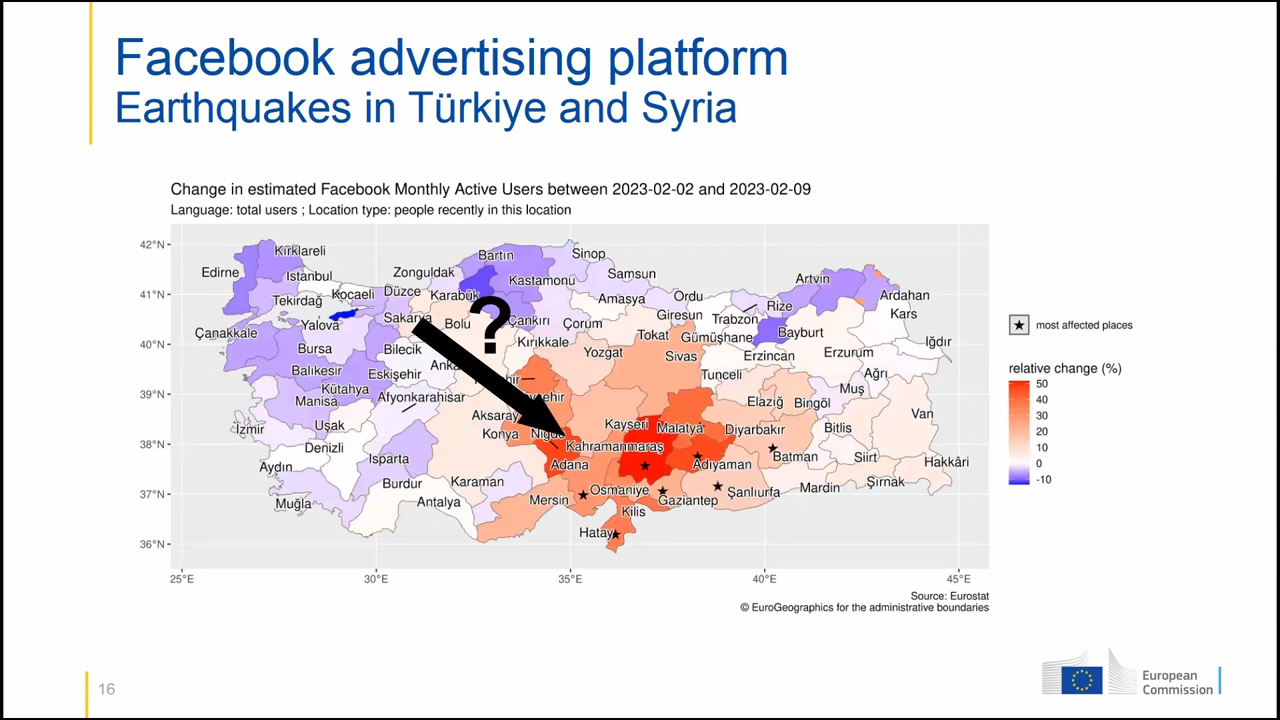 Facebook advertising platform
Earthquakes in Türkiye and Syria
Change in estimated Facebook Monthly Active Users between 2023-02-02 and 2023-02-09
Language: total users ; Location type: people recently in this location
42°N
41°N
40°N
39°N
38°N
37°N
36°N
Kırklareli
Bartın
Sinop
Edirne
Istanbul
Zonguldak
Kastamonu
Samsun
Artvin
Tekırdağ
Kocaeli
Düzce
Karabük
Amasya
Ordu
Rize
Ardahan
Çanakkale
Yalova
Sakarya
Bolu
?
Çankırı
Çorum
Giresun
Trabzon
Kars
Tokat
Gümüşhane
Bayburt
Bursa
Bilecik
Kırıkkale
Yozgat
Sivas
Erzincan
Erzurum
Iğdır
Balıkesir
Eskişehir
Tunceli
Ağrı
Kütahya
Manisa
Afyonkarahisar
Elazığ
Bingöl
Muş
Aksaray
Kayseri
Malatya
Diyarbakır
Bitlis
Van
Izmir
Uşak
Konya
Niğde
Kahramanmaraş
Denizli
Isparta
Adana
Adıyaman
Batman
Siirt
Hakkâri
Aydın
Burdur
Karaman
Osmaniye
Gaziantep
Şanlıurfa
Mardin
Şırnak
Muğla
Antalya
Mersin
Kilis
Hatay
25°E 30°E 35°E 40°E 45°E
most affected places
relative change (%)
50
40
30
20
10
0
-10
Source: Eurostat
© EuroGeographics for the administrative boundaries
16
European
Commission